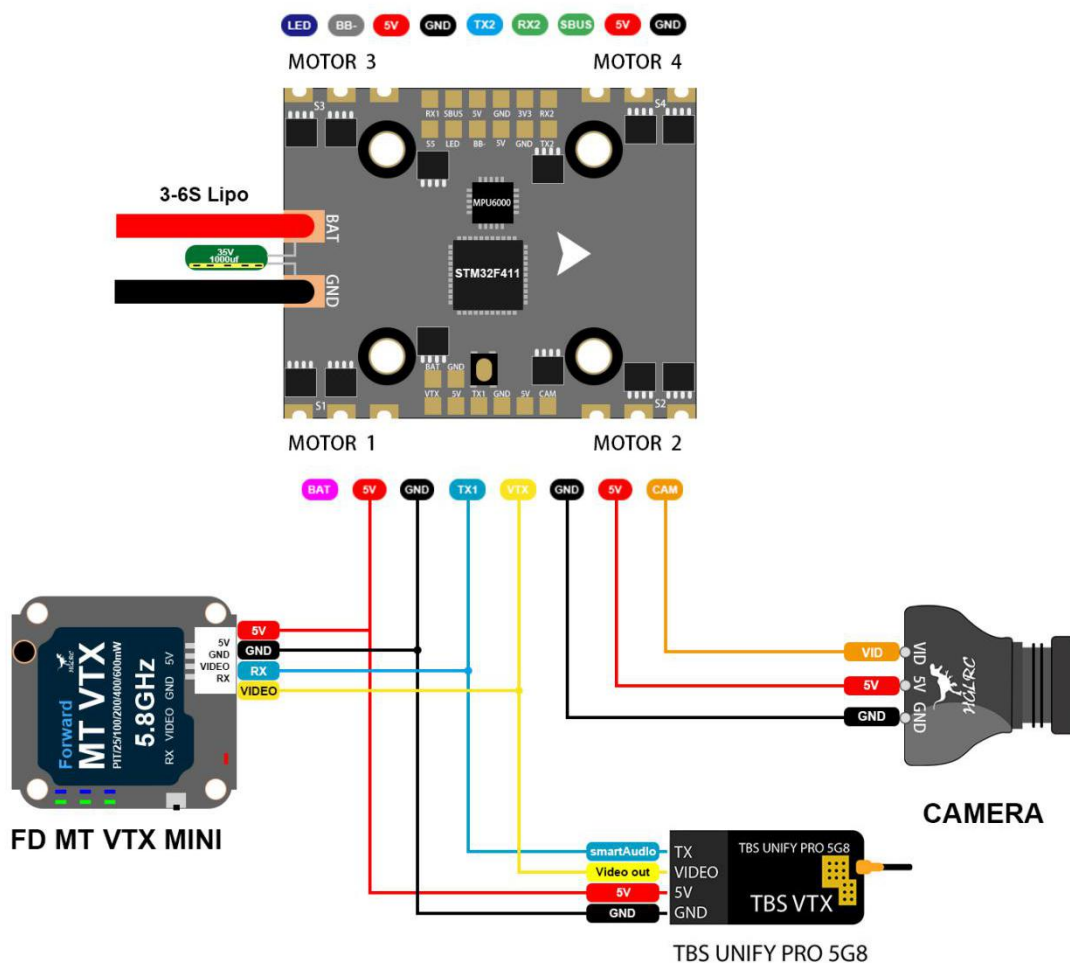 LED BB- 5V GND TX2 RX2 SBUS 5V GND
MOTOR 3 MOTOR 4
S3 S4
RX1 SBUS 5V GND 3V3 RX2
S5 LED BB- 5V GND TX2
3-6S Lipo
BAT
35V
1000uf
GND
MPU6000
STM32F411
BAT GND
VTX 5V TX1 GND 5V CAM
S1 S2
MOTOR 1 MOTOR 2
BAT 5V GND TX1 VTX GND 5V CAM
Forward
MT VTX
PIT/25/100/200/400/600mW
5.8GHz
RX VIDEO GND 5V
HGLRC
5V
GND
VIDEO
RX
5V
GND
RX
VIDEO
FD MT VTX MINI
VID
5V
GND
VID
5V
GND
HGLRC
CAMERA
smartAudio TX
Video out VIDEO
5V 5V
GND GND
TBS UNIFY PRO 5G8
TBS VTX
TBS UNIFY PRO 5G8